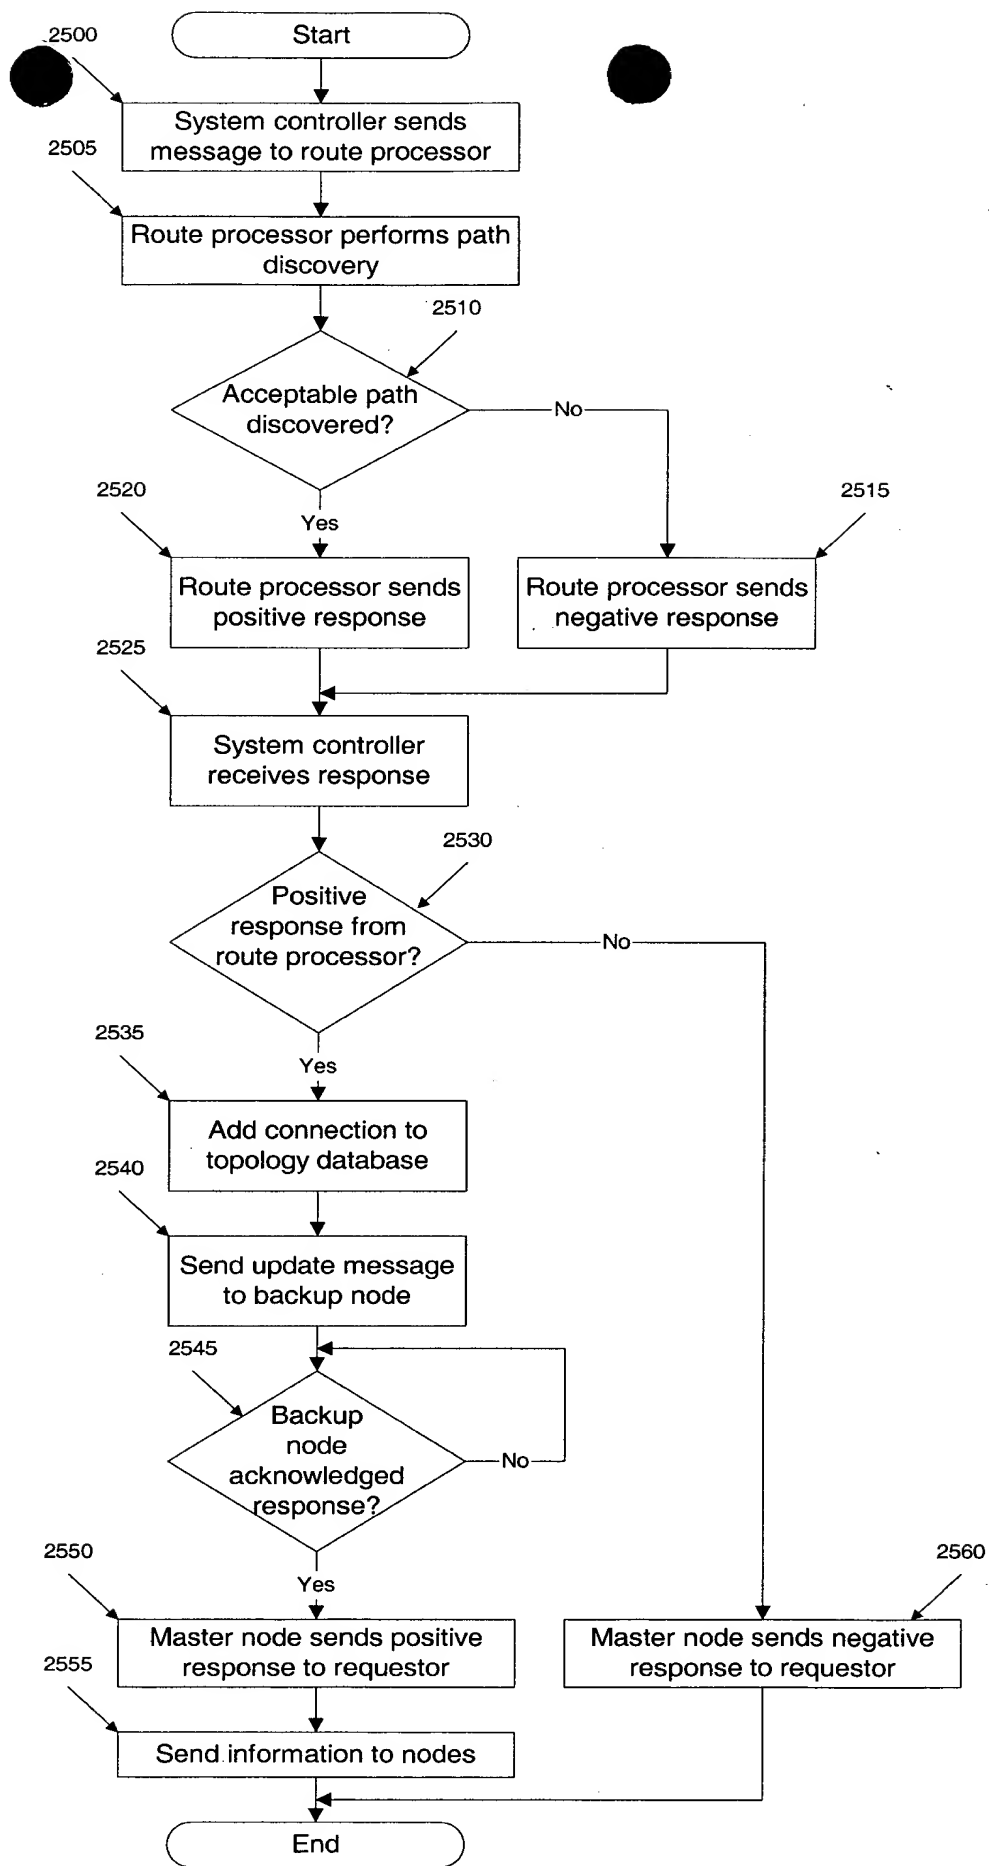 2500
Start
System controller sends
message to route processor
2505
Route processor performs path
discovery
2510
Acceptable path
discovered?
No
2520
2515
Yes
Route processor sends
positive response
Route processor sends
negative response
2525
System controller
receives response
2530
Positive
response from
route processor?
No
2535
Yes
Add connection to
topology database
2540
Send update message
to backup node
2545
Backup
node
acknowledged
response?
No
2550
2560
Yes
Master node sends positive
response to requestor
Master node sends negative
response to requestor
2555
Send information to nodes
End